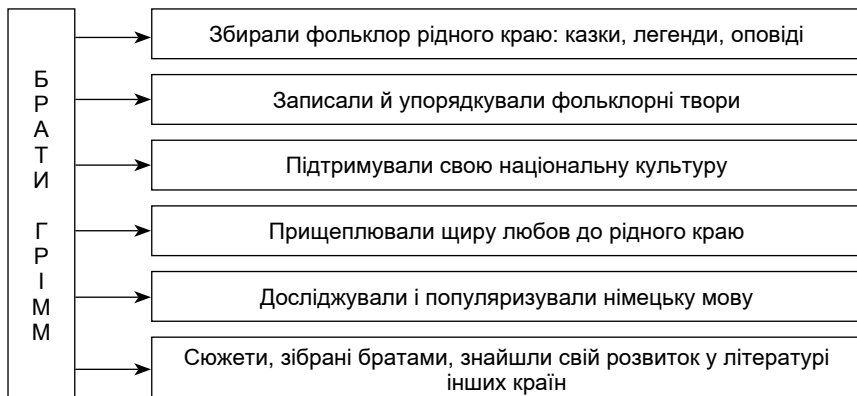 БРАТИ ГРІММ
Збирали фольклор рідного краю: казки, легенди, оповіді
Записали й упорядкували фольклорні твори
Підтримували свою національну культуру
Прищеплювали щиру любов до рідного краю
Досліджували і популяризували німецьку мову
Сюжети, зібрані братами, знайшли свій розвиток у літературі
інших країн